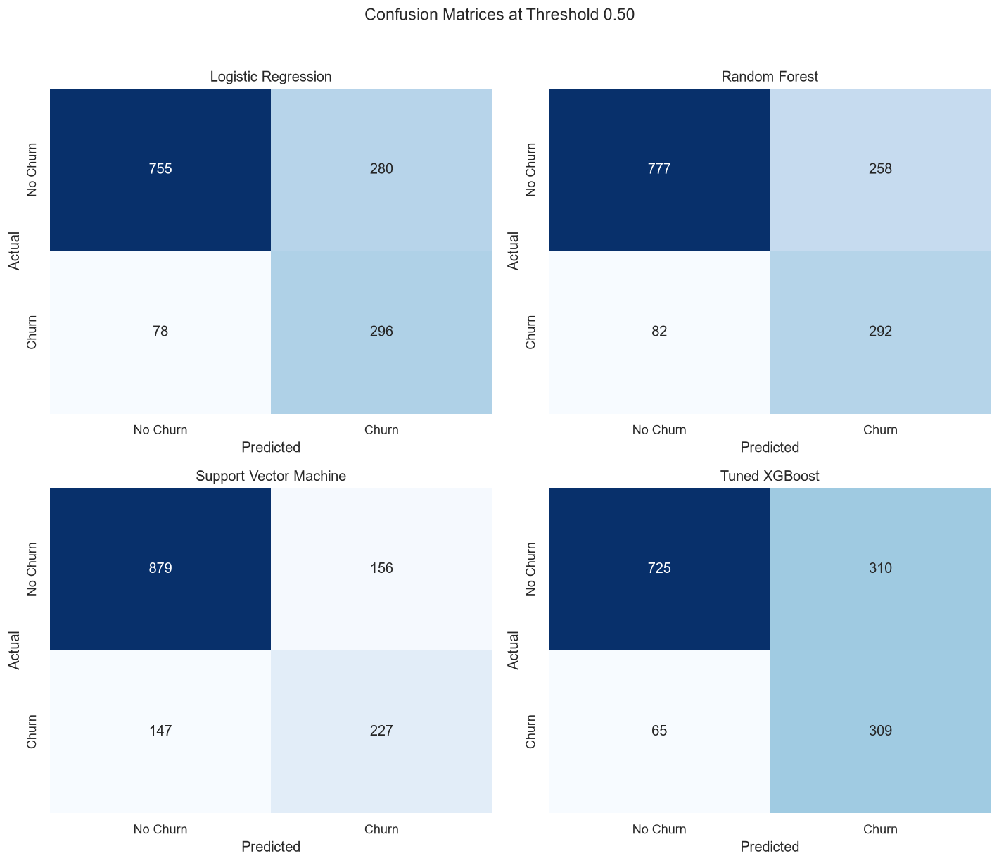 Confusion Matrices at Threshold 0.50
Logistic Regression
Actual
No Churn
Churn
755
280
78
296
No Churn
Churn
Predicted
Random Forest
Actual
No Churn
Churn
777
258
82
292
No Churn
Churn
Predicted
Support Vector Machine
Actual
No Churn
Churn
879
156
147
227
No Churn
Churn
Predicted
Tuned XGBoost
Actual
No Churn
Churn
725
310
65
309
No Churn
Churn
Predicted